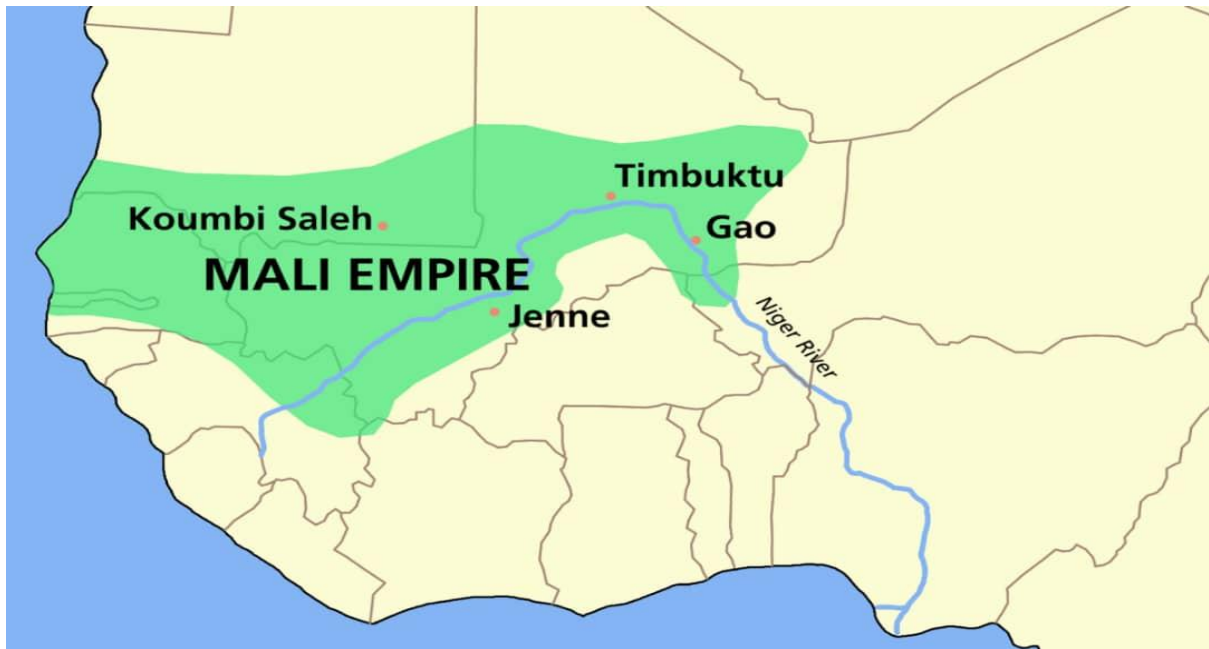 Timbuktu
Koumbi Saleh
Gao
MALI EMPIRE
Jenne
Niger River